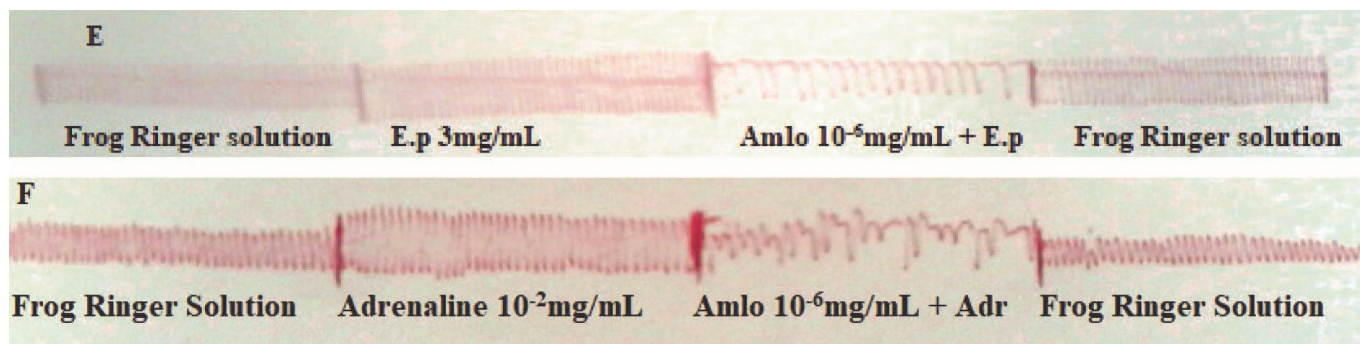 E
Frog Ringer solution E.p 3mg/mL Amlo 10⁻⁶mg/mL + E.p Frog Ringer solution
F
Frog Ringer Solution Adrenaline 10⁻²mg/mL Amlo 10⁻⁶mg/mL + Adr Frog Ringer Solution